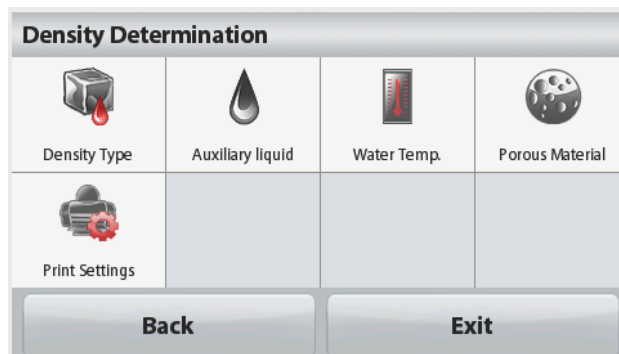 Density Determination
Density Type
Auxiliary liquid
Water Temp.
Porous Material
Print Settings
Back
Exit